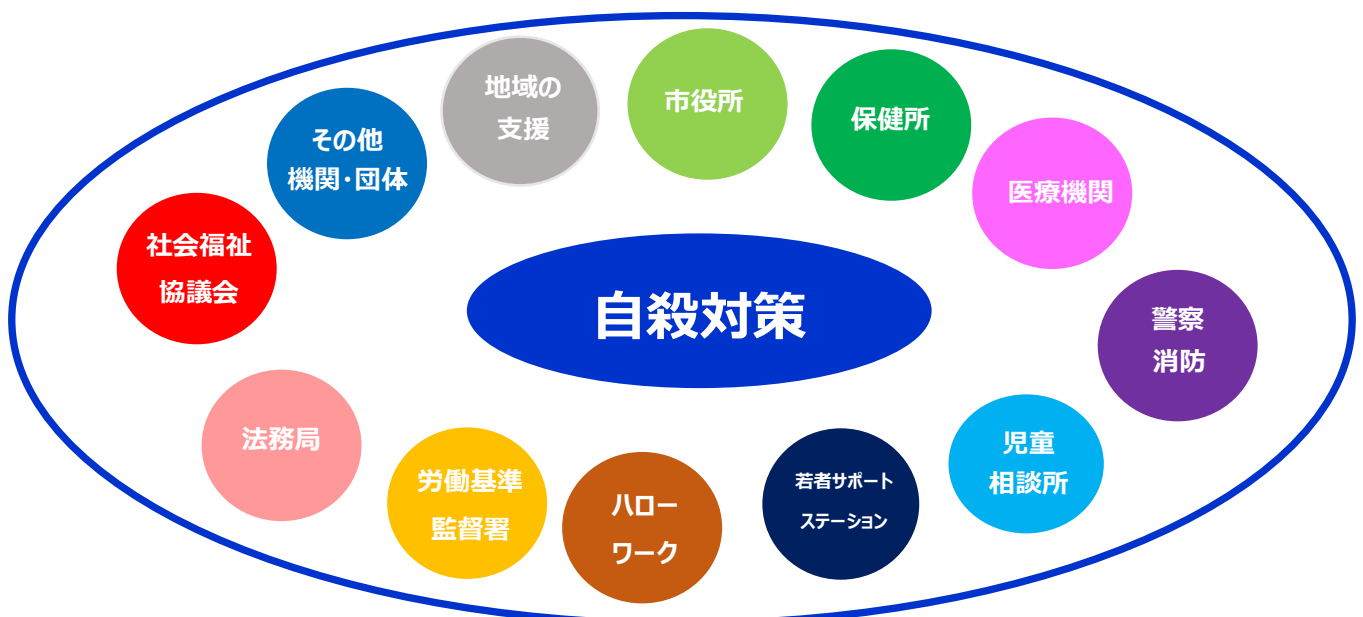 地域の
支援
市役所
保健所
その他
機関・団体
医療機関
社会福祉
協議会
自殺対策
警察
消防
法務局
児童
相談所
労働基準
監督署
ハロー
ワーク
若者サポート
ステーション